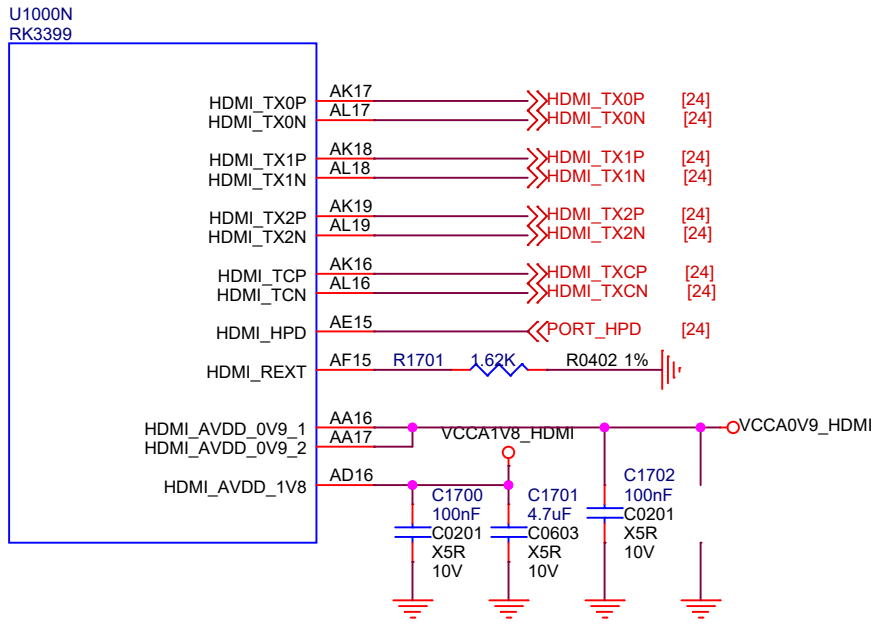 U1000N
RK3399
HDMI_TX0P AK17 HDMI_TX0P [24]
HDMI_TX0N AL17 HDMI_TX0N [24]
HDMI_TX1P AK18 HDMI_TX1P [24]
HDMI_TX1N AL18 HDMI_TX1N [24]
HDMI_TX2P AK19 HDMI_TX2P [24]
HDMI_TX2N AL19 HDMI_TX2N [24]
HDMI_TCP AK16 HDMI_TXCP [24]
HDMI_TCN AL16 HDMI_TXCN [24]
HDMI_HPD AE15 PORT_HPD [24]
HDMI_REXT AF15 R1701 1.62K R0402 1%
HDMI_AVDD_0V9_1 AA16 VCCA0V9_HDMI
HDMI_AVDD_0V9_2 AA17 VCCA1V8_HDMI
HDMI_AVDD_1V8 AD16
C1700
100nF
C0201
X5R
10V
C1701
4.7uF
C0603
X5R
10V
C1702
100nF
C0201
X5R
10V